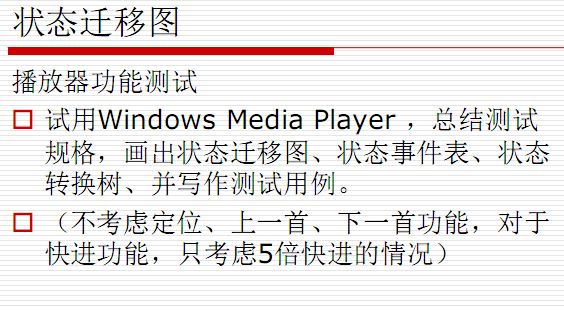 状态迁移图
播放器功能测试
试用Windows Media Player ，总结测试
规格，画出状态迁移图、状态事件表、状态
转换树、并写作测试用例。
（不考虑定位、上一首、下一首功能，对于
快进功能，只考虑5倍快进的情况）